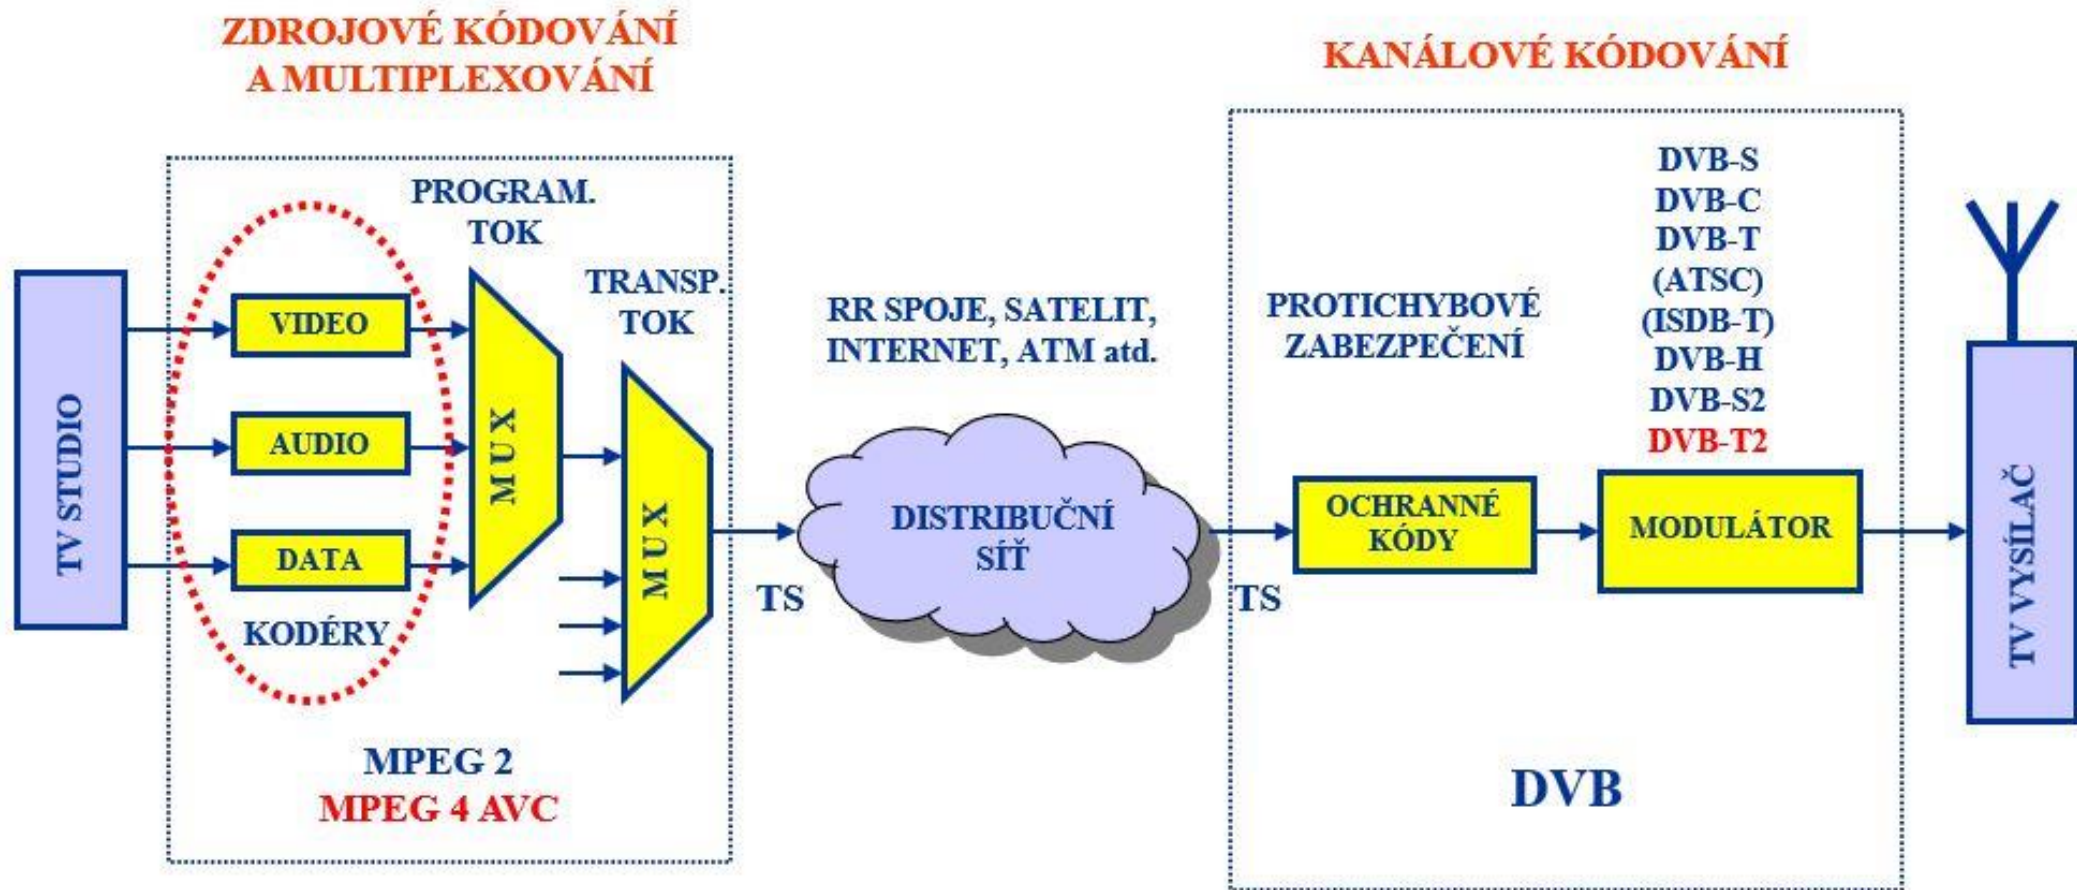 ZDROJOVÉ KÓDOVÁNÍ
A MULTIPLEXOVÁNÍ
KANÁLOVÉ KÓDOVÁNÍ
TV STUDIO
VIDEO
AUDIO
DATA
KODÉRY
PROGRAM.
TOK
MUX
TRANSP.
TOK
MUX
MPEG 2
MPEG 4 AVC
TS
RR SPOJE, SATELIT,
INTERNET, ATM atd.
DISTRIBUČNÍ
SÍŤ
TS
PROTICHYBOVÉ
ZABEZPEČENÍ
OCHRANNÉ
KÓDY
DVB-S
DVB-C
DVB-T
(ATSC)
(ISDB-T)
DVB-H
DVB-S2
DVB-T2
MODULÁTOR
DVB
TV VYSÍLAČ